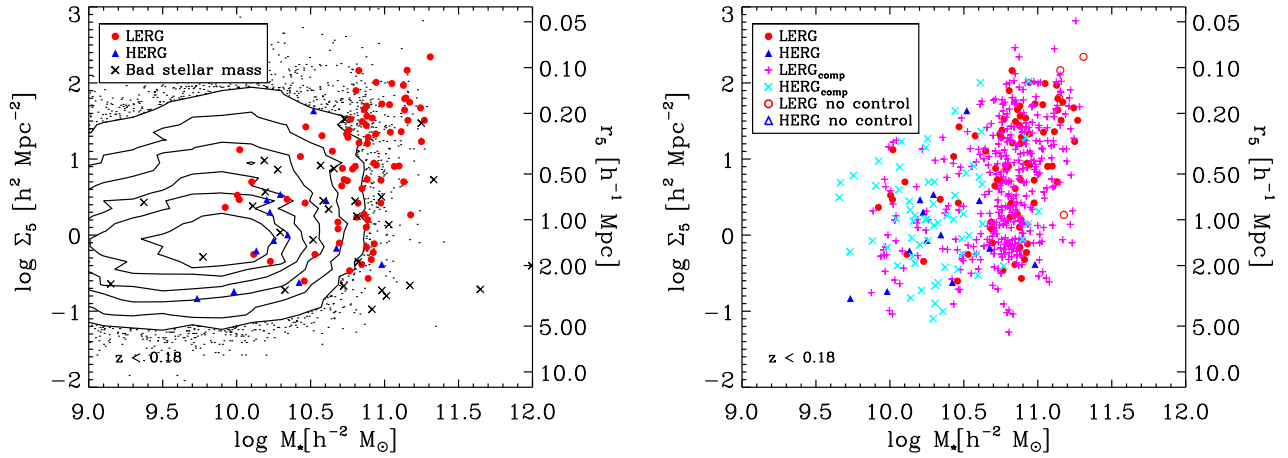 LERG
HERG
Bad stellar mass
z < 0.18
3
2
1
0
−1
−2
log Σ₅ [h² Mpc⁻²]
0.05
0.10
0.20
0.50
1.00
2.00
5.00
10.0
r₅ [h⁻¹ Mpc]
9.0 9.5 10.0 10.5 11.0 11.5 12.0
log M⋆[h⁻² M⊙]
LERG
HERG
LERG_comp
HERG_comp
LERG no control
HERG no control
z < 0.18
3
2
1
0
−1
−2
log Σ₅ [h² Mpc⁻²]
0.05
0.10
0.20
0.50
1.00
2.00
5.00
10.0
r₅ [h⁻¹ Mpc]
9.0 9.5 10.0 10.5 11.0 11.5 12.0
log M⋆[h⁻² M⊙]